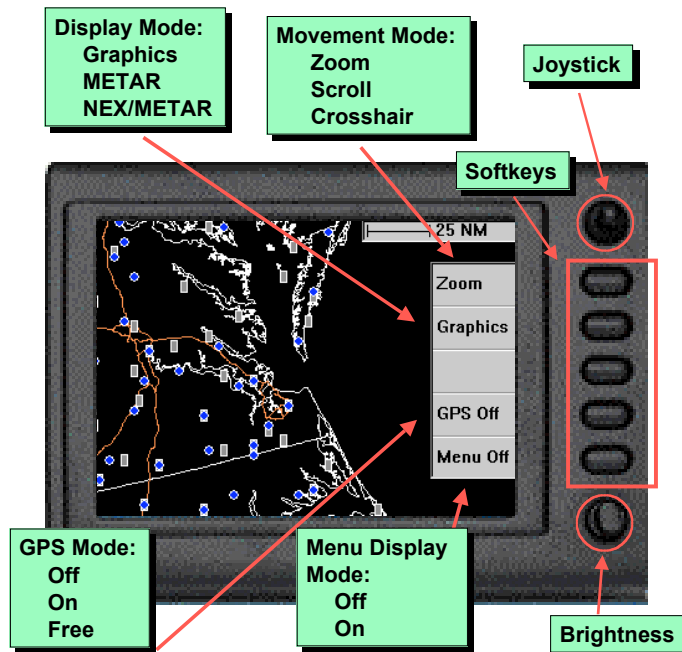 Display Mode:
Graphics
METAR
NEX/METAR
Movement Mode:
Zoom
Scroll
Crosshair
Joystick
Softkeys
25 NM
Zoom
Graphics
GPS Off
Menu Off
GPS Mode:
Off
On
Free
Menu Display
Mode:
Off
On
Brightness